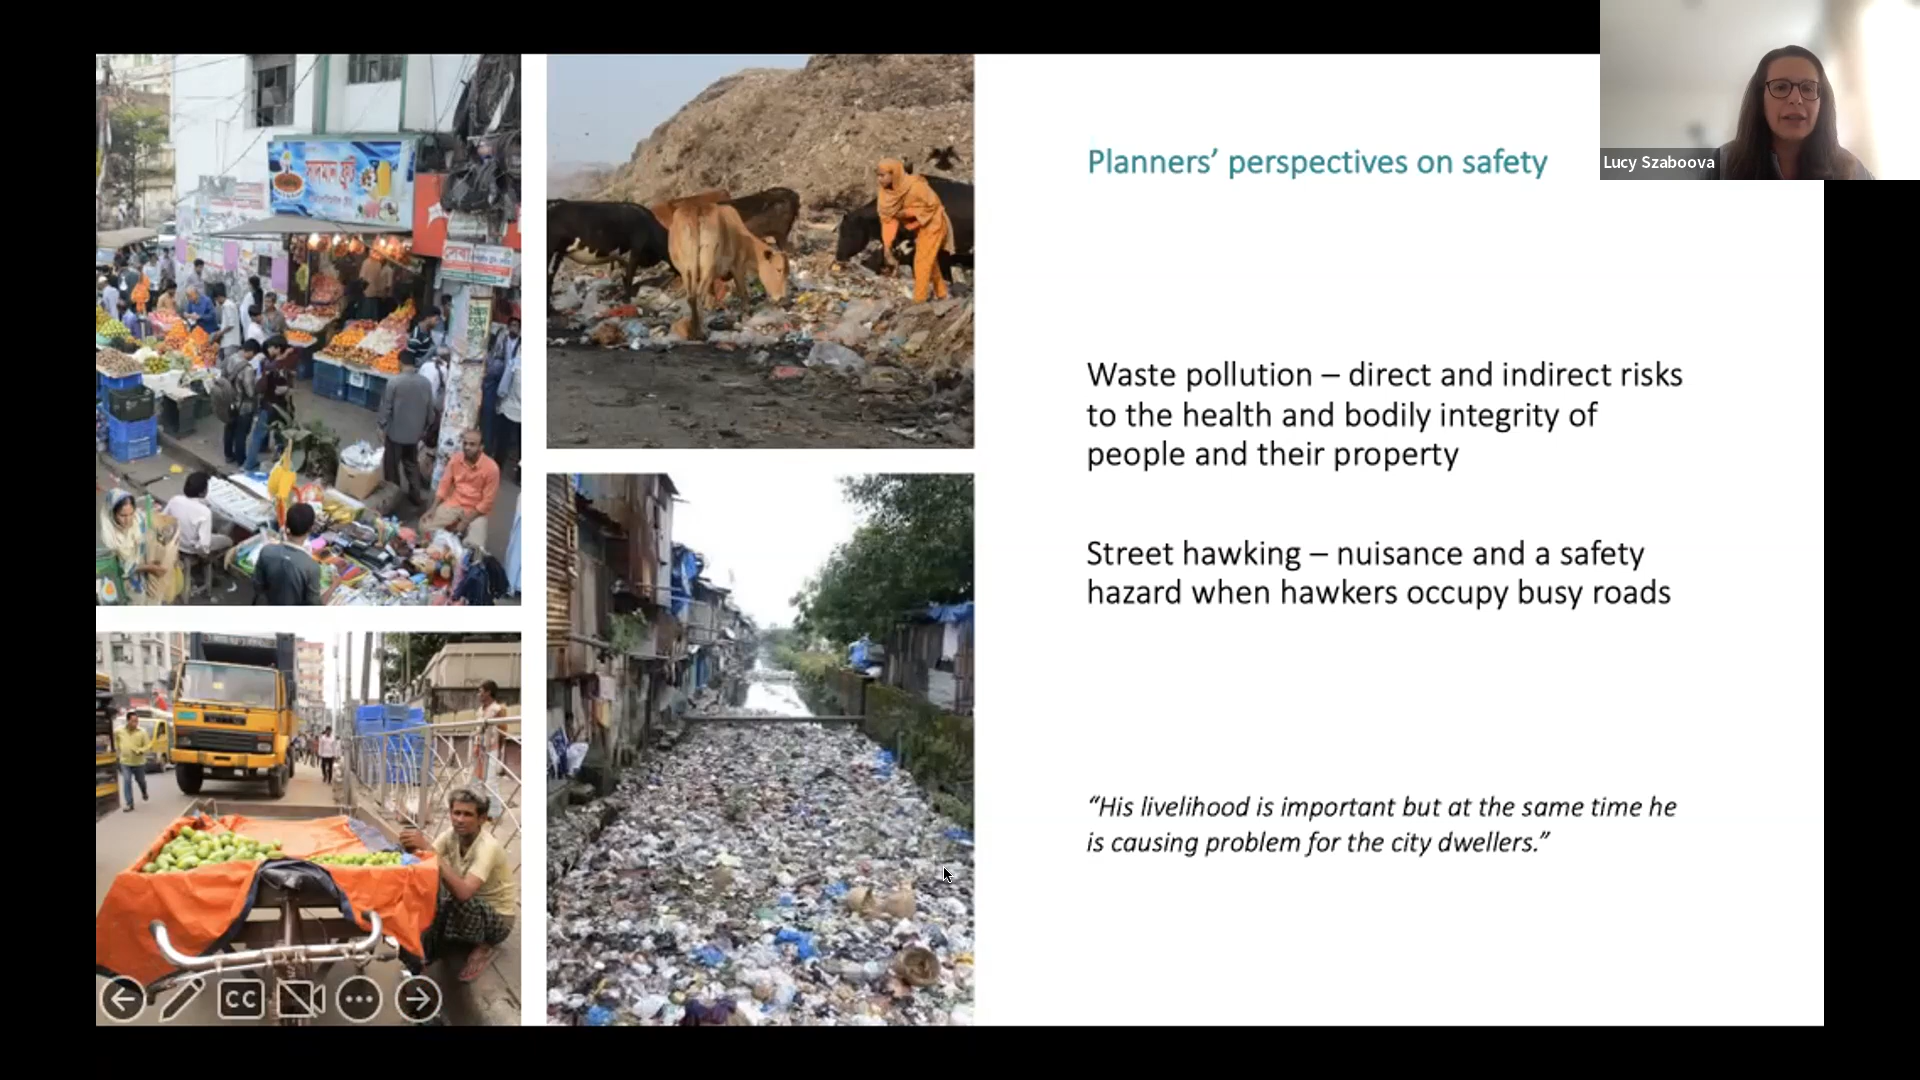 Planners’ perspectives on safety
Lucy Szaboova
Waste pollution – direct and indirect risks
to the health and bodily integrity of
people and their property
Street hawking – nuisance and a safety
hazard when hawkers occupy busy roads
“His livelihood is important but at the same time he
is causing problem for the city dwellers.”
CC